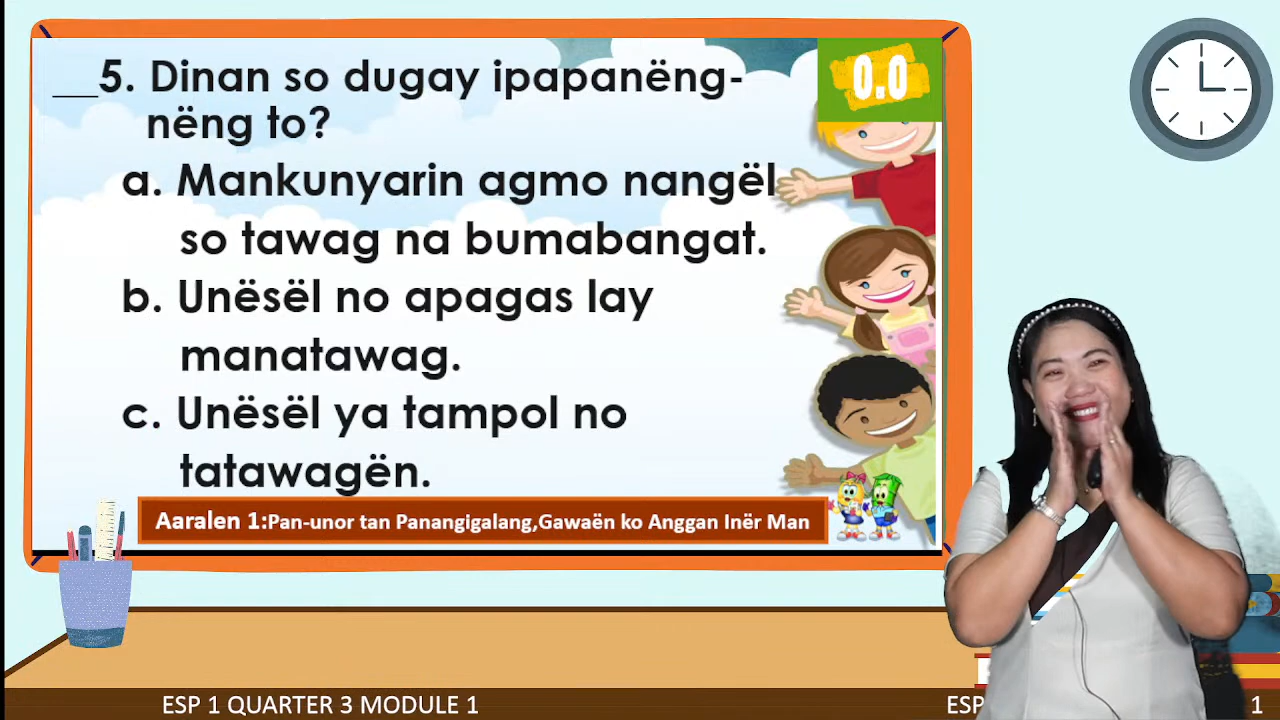 __5. Dinan so dugay ipapanëng-
nëng to?
a. Mankunyarin agmo nangël
so tawag na bumabangat.
b. Unësël no apagas lay
manatawag.
c. Unësël ya tampol no
tatawagën.
0.0
Aaralen 1:Pan-unor tan Panangigalang,Gawaën ko Anggan Inër Man
ESP 1 QUARTER 3 MODULE 1
ESP
1